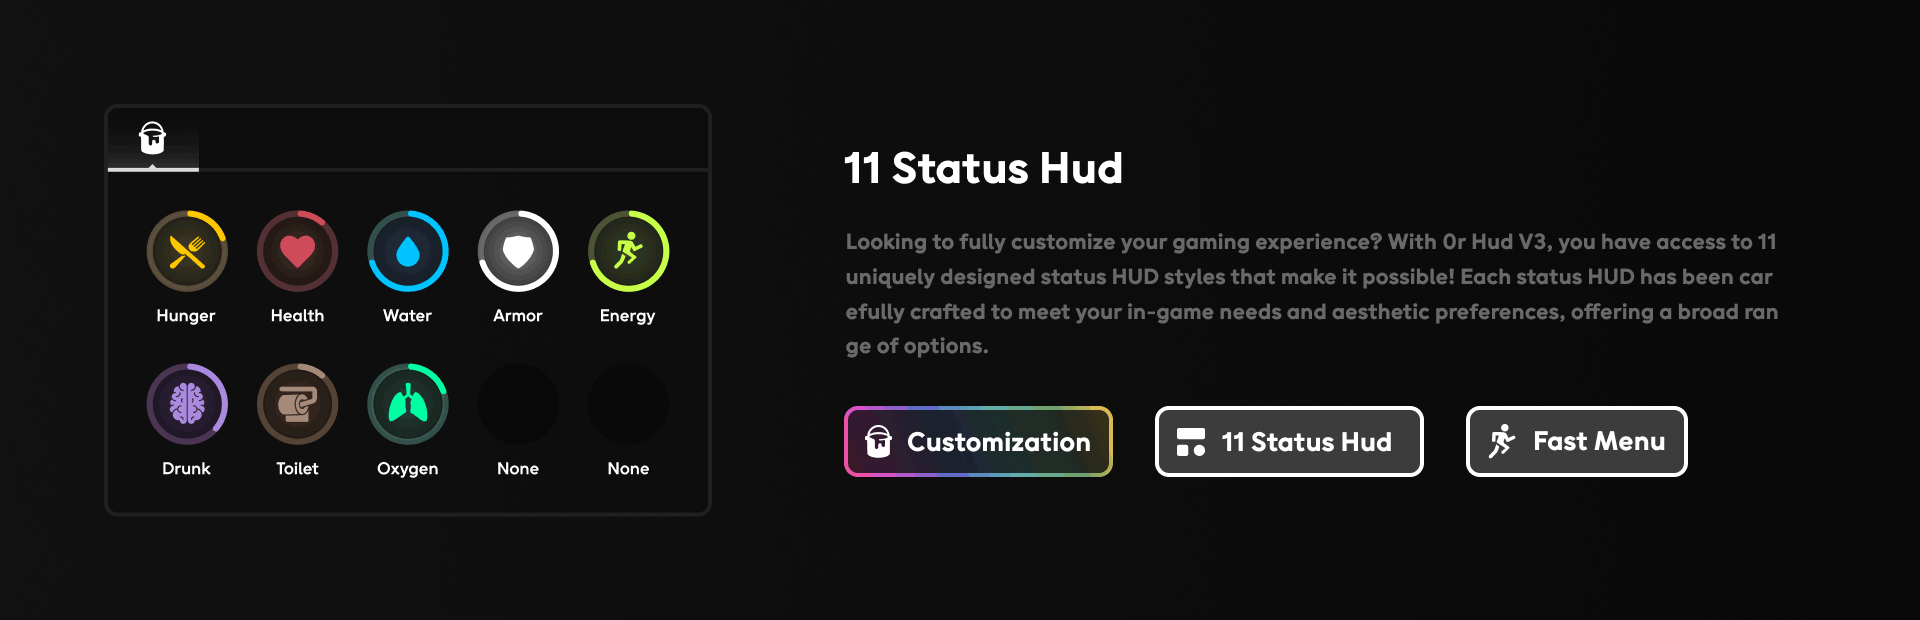 Hunger Health Water Armor Energy
Drunk Toilet Oxygen None None
11 Status Hud
Looking to fully customize your gaming experience? With 0r Hud V3, you have access to 11
uniquely designed status HUD styles that make it possible! Each status HUD has been car
efully crafted to meet your in-game needs and aesthetic preferences, offering a broad ran
ge of options.
Customization 11 Status Hud Fast Menu